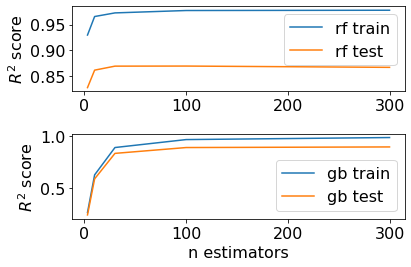 0.95
0.90
0.85
R² score
rf train
rf test
0 100 200 300
1.0
0.5
R² score
gb train
gb test
0 100 200 300
n estimators